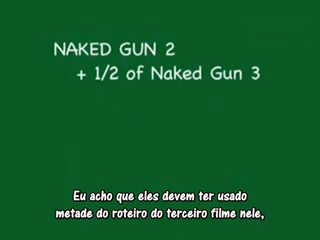 NAKED GUN 2
+ 1/2 of Naked Gun 3
Eu acho que eles devem ter usado
metade do roteiro do terceiro filme nele,